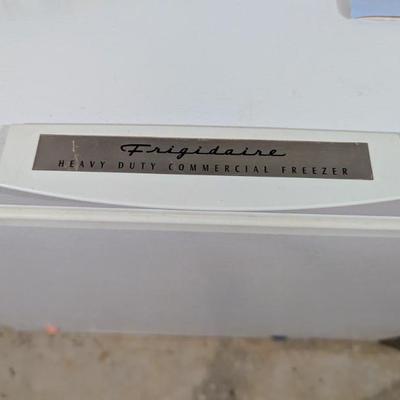 Frigidaire
HEAVY DUTY COMMERCIAL FREEZER